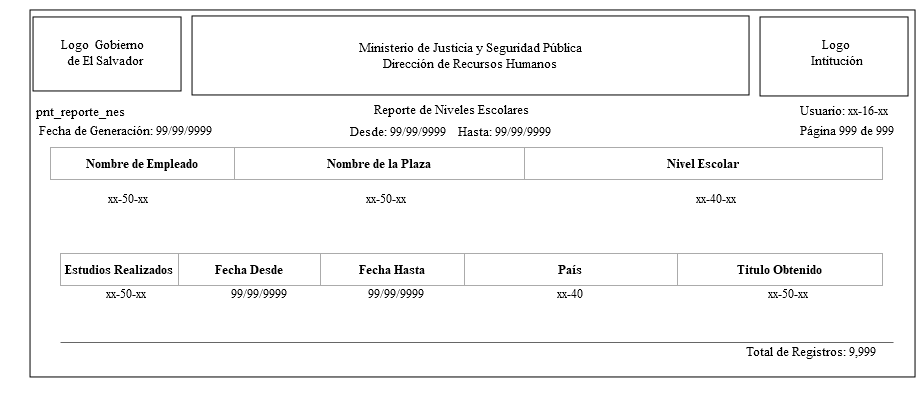 Logo Gobierno
de El Salvador
Ministerio de Justicia y Seguridad Pública
Dirección de Recursos Humanos
Logo
Intitución
pnt_reporte_nes
Reporte de Niveles Escolares
Usuario: xx-16-xx
Fecha de Generación: 99/99/9999
Desde: 99/99/9999 Hasta: 99/99/9999
Página 999 de 999
Nombre de Empleado Nombre de la Plaza Nivel Escolar
xx-50-xx xx-50-xx xx-40-xx
Estudios Realizados Fecha Desde Fecha Hasta País Titulo Obtenido
xx-50-xx 99/99/9999 99/99/9999 xx-40 xx-50-xx
Total de Registros: 9,999